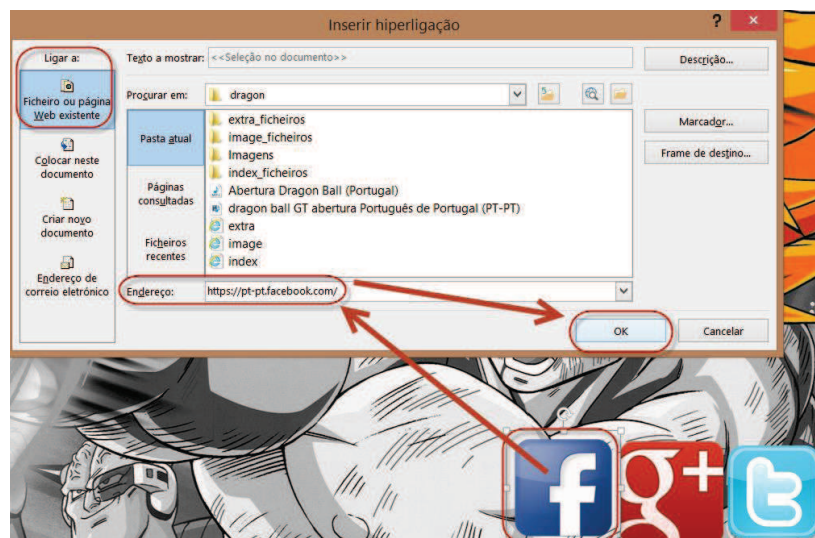 Inserir hiperligação
?
Ligar a:
Texto a mostrar: <<Seleção no documento>>
Descrição...
Ficheiro ou página
Web existente
Procurar em: dragon
Marcador...
Frame de destino...
Colocar neste
documento
Criar novo
documento
Endereço de
correio eletrónico
Pasta atual
Páginas
consultadas
Ficheiros
recentes
extra_ficheiros
image_ficheiros
Imagens
index_ficheiros
Abertura Dragon Ball (Portugal)
dragon ball GT abertura Português de Portugal (PT-PT)
extra
image
index
Endereço: https://pt-pt.facebook.com/
OK
Cancelar
f
g+
t